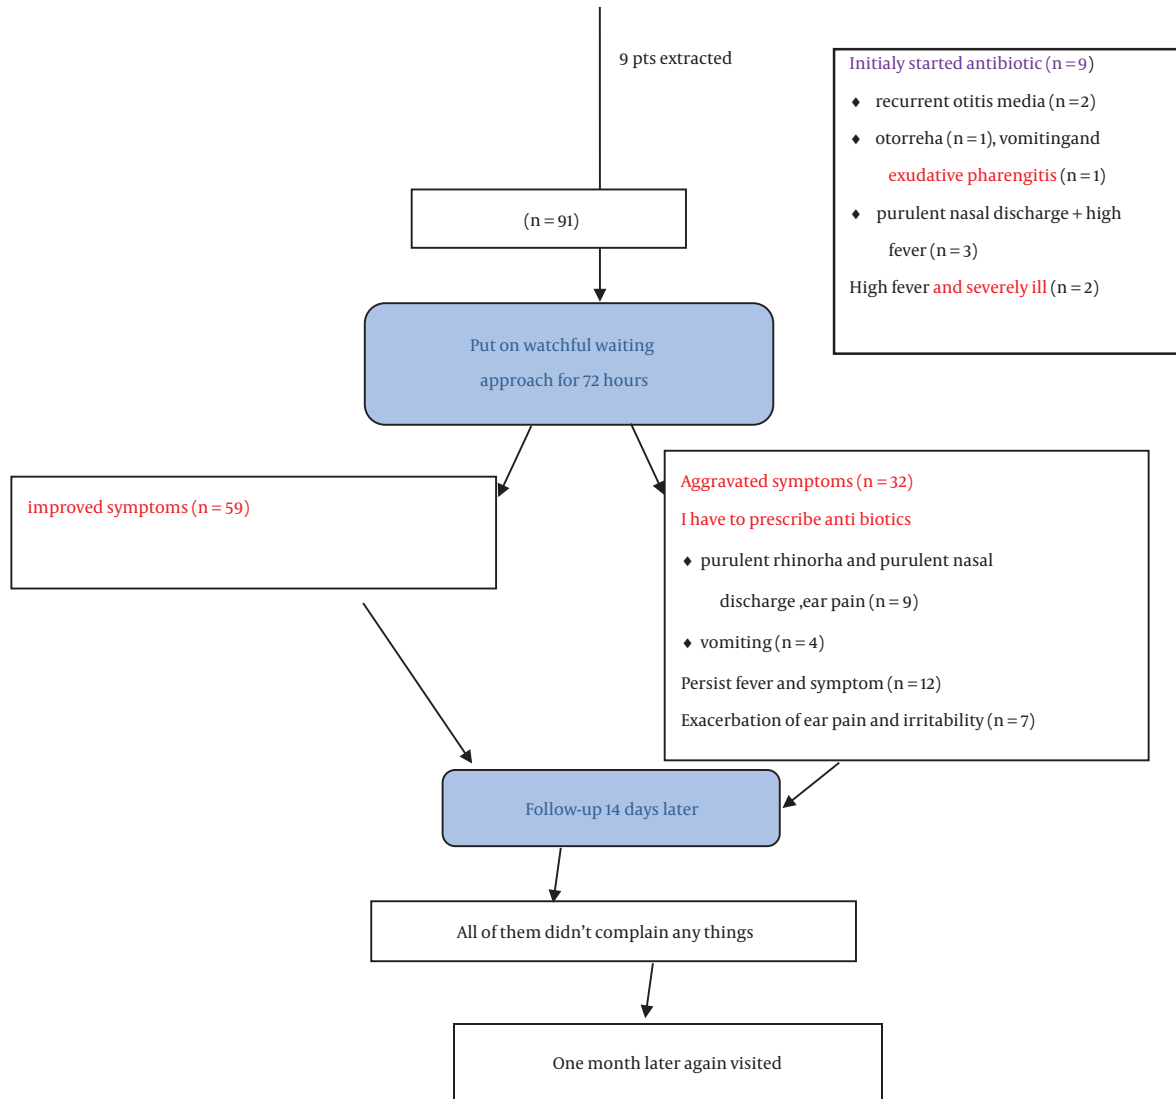 9 pts extracted
Initialy started antibiotic (n = 9)
♦ recurrent otitis media (n = 2)
♦ otorreha (n = 1), vomitingand
exudative pharengitis (n = 1)
♦ purulent nasal discharge + high
fever (n = 3)
High fever and severely ill (n = 2)
(n = 91)
Put on watchful waiting
approach for 72 hours
improved symptoms (n = 59)
Aggravated symptoms (n = 32)
I have to prescribe anti biotics
♦ purulent rhinorha and purulent nasal
discharge ,ear pain (n = 9)
♦ vomiting (n = 4)
Persist fever and symptom (n = 12)
Exacerbation of ear pain and irritability (n = 7)
Follow-up 14 days later
All of them didn't complain any things
One month later again visited